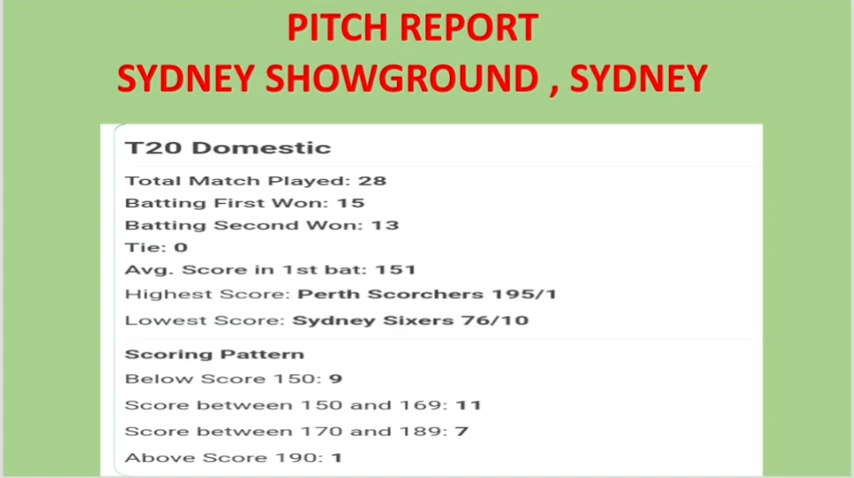 PITCH REPORT
SYDNEY SHOWGROUND , SYDNEY
T20 Domestic
Total Match Played: 28
Batting First Won: 15
Batting Second Won: 13
Tie: 0
Avg. Score in 1st bat: 151
Highest Score: Perth Scorchers 195/1
Lowest Score: Sydney Sixers 76/10
Scoring Pattern
Below Score 150: 9
Score between 150 and 169: 11
Score between 170 and 189: 7
Above Score 190: 1